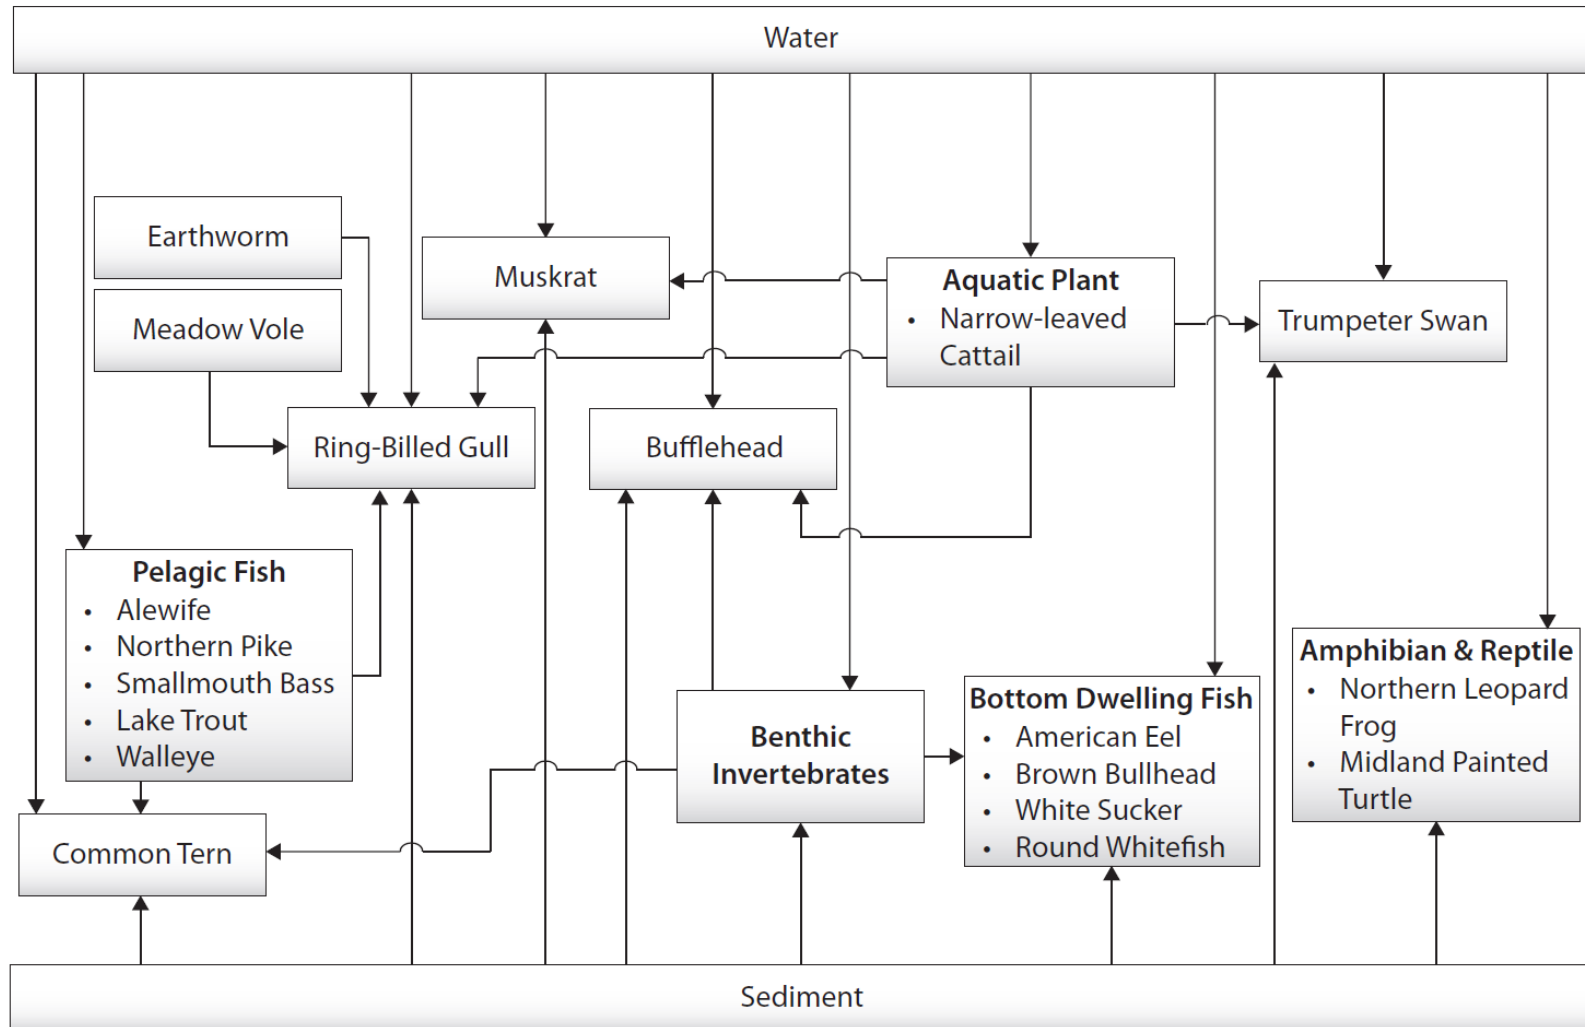 Water
Earthworm
Meadow Vole
Muskrat
Aquatic Plant
• Narrow-leaved
Cattail
Trumpeter Swan
Ring-Billed Gull
Bufflehead
Pelagic Fish
• Alewife
• Northern Pike
• Smallmouth Bass
• Lake Trout
• Walleye
Common Tern
Benthic
Invertebrates
Bottom Dwelling Fish
• American Eel
• Brown Bullhead
• White Sucker
• Round Whitefish
Amphibian & Reptile
• Northern Leopard
Frog
• Midland Painted
Turtle
Sediment